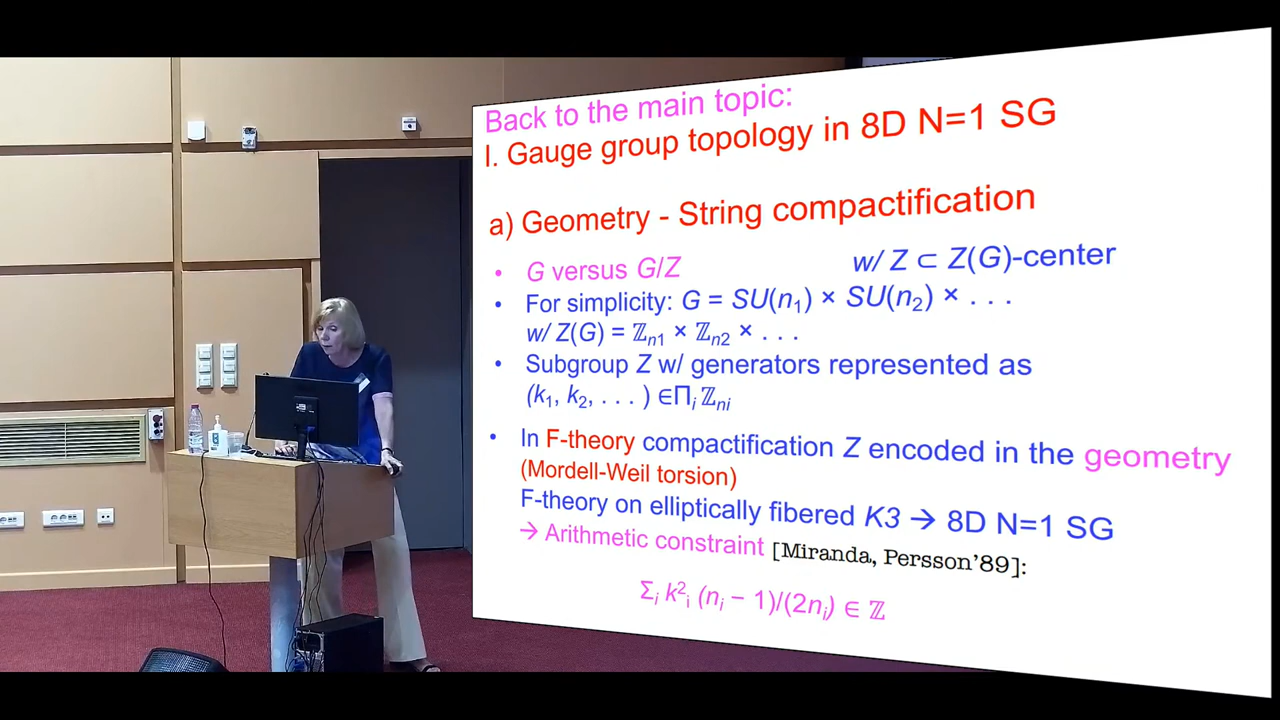 Back to the main topic:
I. Gauge group topology in 8D N=1 SG
a) Geometry - String compactification
• G versus G/Z w/ Z ⊂ Z(G)-center
• For simplicity: G = SU(n₁) × SU(n₂) × . . .
w/ Z(G) = ℤₙ₁ × ℤₙ₂ × . . .
• Subgroup Z w/ generators represented as
(k₁, k₂, . . . ) ∈Πᵢ ℤₙᵢ
• In F-theory compactification Z encoded in the geometry
(Mordell-Weil torsion)
F-theory on elliptically fibered K3 → 8D N=1 SG
→ Arithmetic constraint [Miranda, Persson'89]:
Σᵢ k²ᵢ (nᵢ − 1)/(2nᵢ) ∈ ℤ